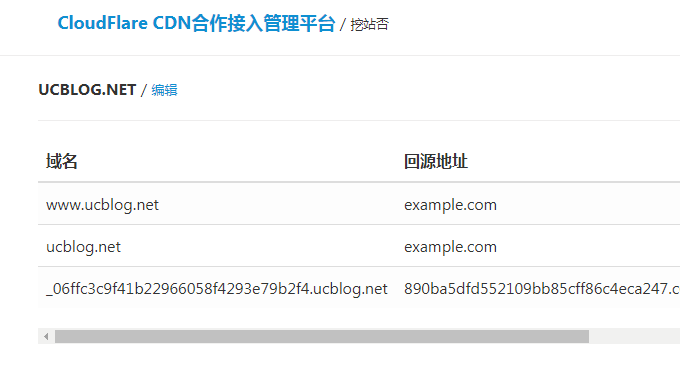 CloudFlare CDN合作接入管理平台 / 挖站否
UCBLOG.NET / 编辑
域名 回源地址
www.ucblog.net example.com
ucblog.net example.com
_06ffc3c9f41b22966058f4293e79b2f4.ucblog.net 890ba5dfd552109bb85cff86c4eca247.c